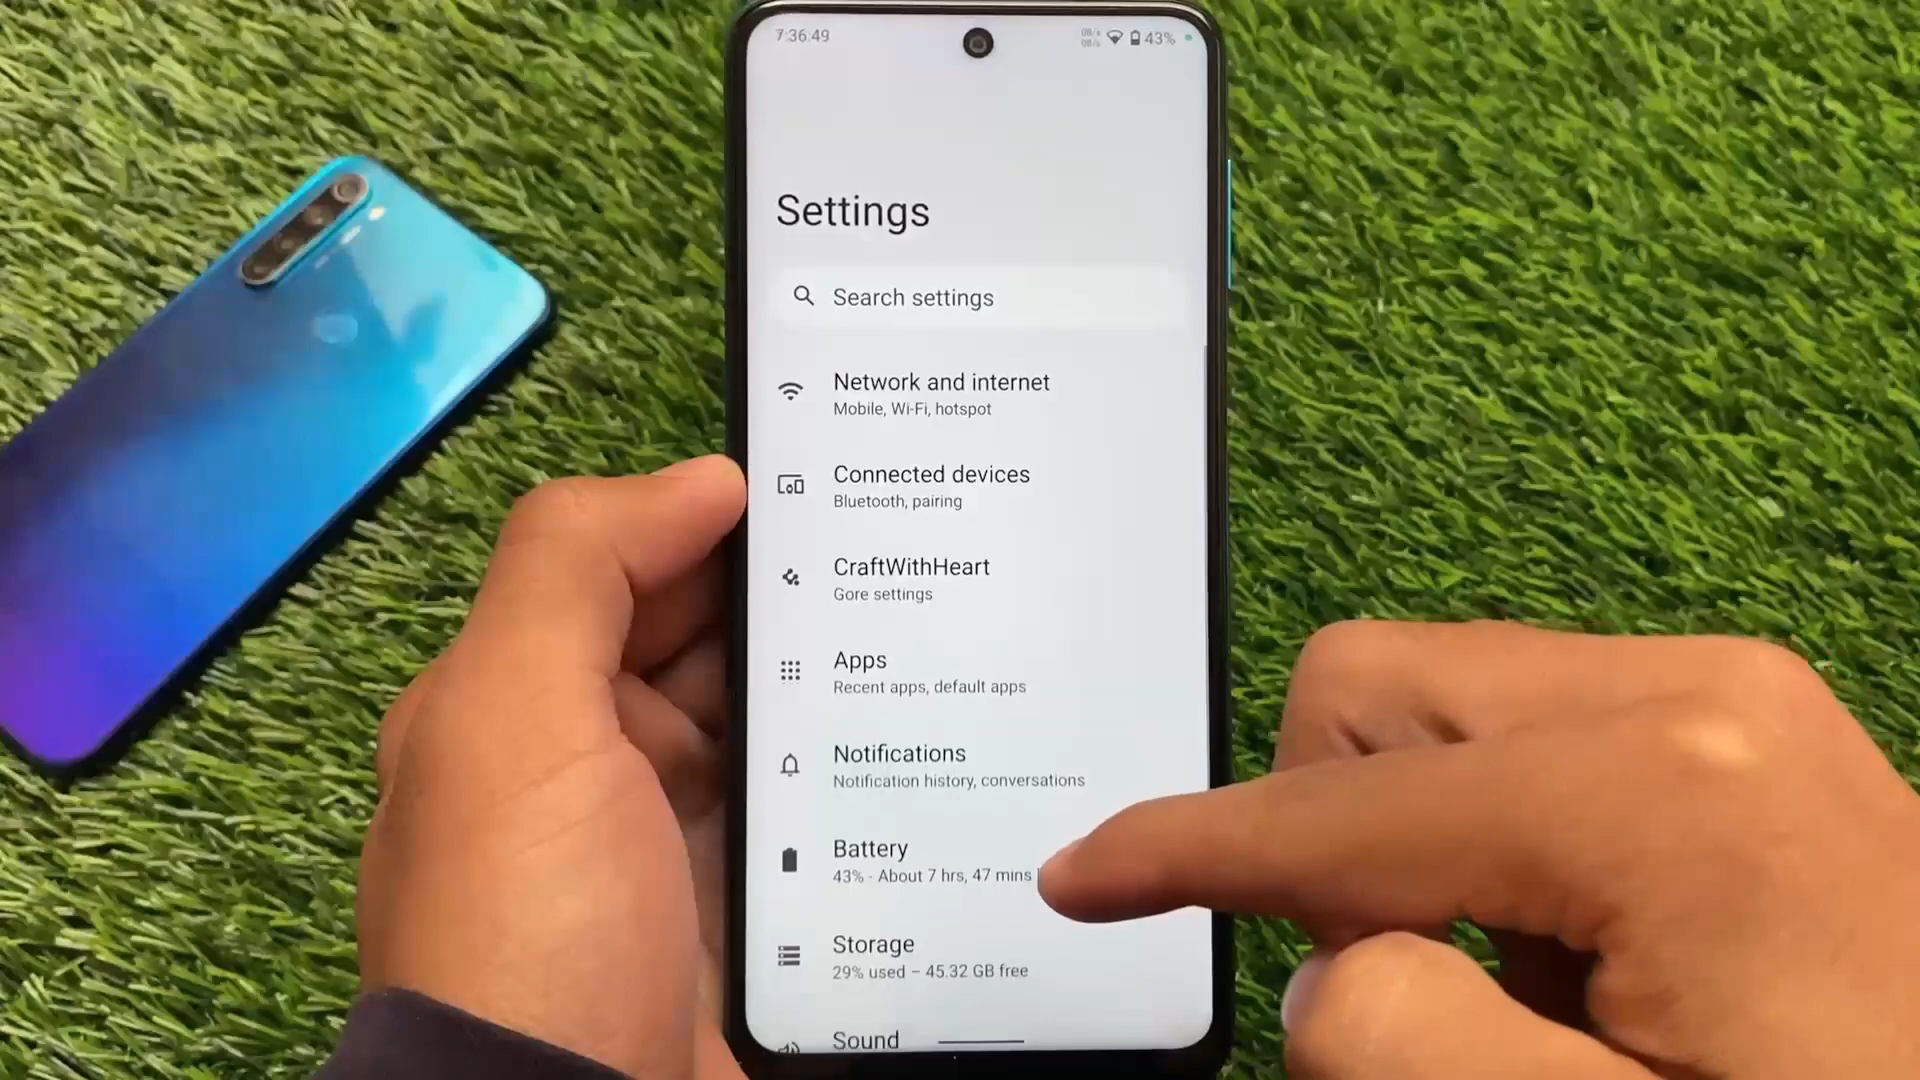 7:36:49
0B/s
0B/s
43%
Settings
Search settings
Network and internet
Mobile, Wi-Fi, hotspot
Connected devices
Bluetooth, pairing
CraftWithHeart
Gore settings
Apps
Recent apps, default apps
Notifications
Notification history, conversations
Battery
43% - About 7 hrs, 47 mins
Storage
29% used – 45.32 GB free
Sound